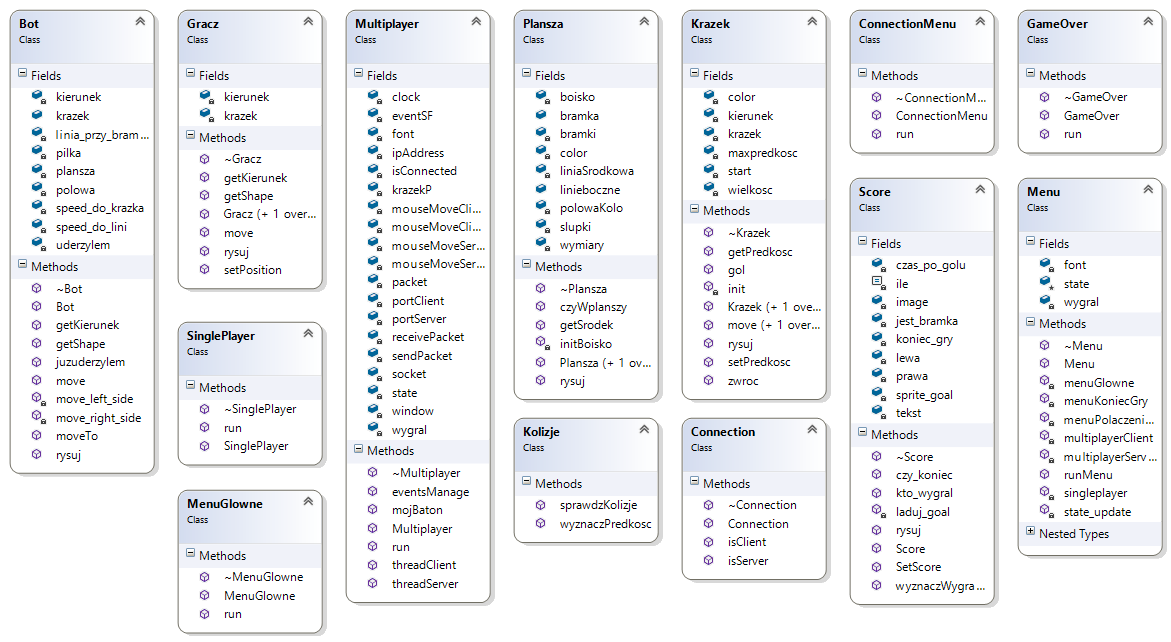 Bot
Class
Fields
kierunek
krazek
linia_przy_bram...
pilka
plansza
polowa
speed_do_krazka
speed_do_lini
uderzylem
Methods
~Bot
Bot
getKierunek
getShape
juzuderzylem
move
move_left_side
move_right_side
moveTo
rysuj
Gracz
Class
Fields
kierunek
krazek
Methods
~Gracz
getKierunek
getShape
Gracz (+ 1 over...
move
rysuj
setPosition
SinglePlayer
Class
Methods
~SinglePlayer
run
SinglePlayer
MenuGlowne
Class
Methods
~MenuGlowne
MenuGlowne
run
Multiplayer
Class
Fields
clock
eventSF
font
ipAddress
isConnected
krazekP
mouseMoveCli...
mouseMoveCli...
mouseMoveSer...
mouseMoveSer...
packet
portClient
portServer
receivePacket
sendPacket
socket
state
window
wygral
Methods
~Multiplayer
eventsManage
mojBaton
Multiplayer
run
threadClient
threadServer
Plansza
Class
Fields
boisko
bramka
bramki
color
liniaSrodkowa
linieboczne
polowaKolo
slupki
wymiary
Methods
~Plansza
czyWplanszy
getSrodek
initBoisko
Plansza (+ 1 ov...
rysuj
Kolizje
Class
Methods
sprawdzKolizje
wyznaczPredkosc
Krazek
Class
Fields
color
kierunek
krazek
maxpredkosc
start
wielkosc
Methods
~Krazek
getPredkosc
gol
init
Krazek (+ 1 ove...
move (+ 1 over...
rysuj
setPredkosc
zwroc
Connection
Class
Methods
~Connection
Connection
isClient
isServer
ConnectionMenu
Class
Methods
~ConnectionM...
ConnectionMenu
run
Score
Class
Fields
czas_po_golu
ile
image
jest_bramka
koniec_gry
lewa
prawa
sprite_goal
tekst
Methods
~Score
czy_koniec
kto_wygral
laduj_goal
rysuj
Score
SetScore
wyznaczWygra...
GameOver
Class
Methods
~GameOver
GameOver
run
Menu
Class
Fields
font
state
wygral
Methods
~Menu
Menu
menuGlowne
menuKoniecGry
menuPolaczeni...
multiplayerClient
multiplayerServ...
runMenu
singleplayer
state_update
Nested Types